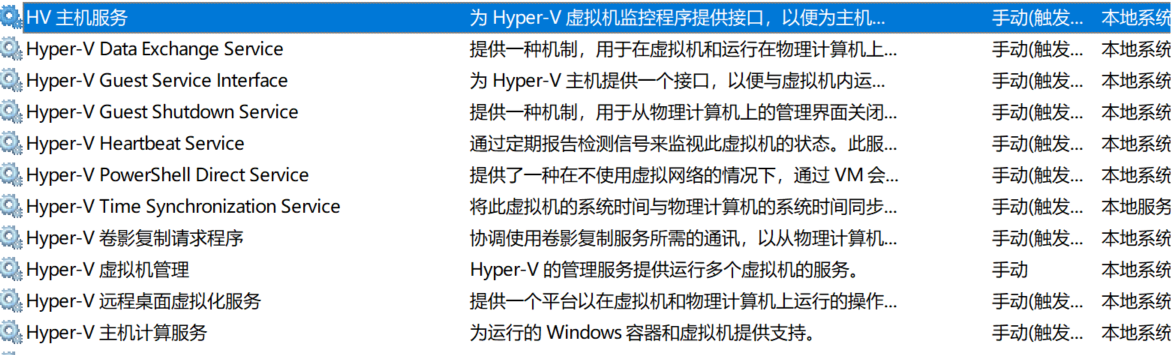 HV 主机服务 为 Hyper-V 虚拟机监控程序提供接口，以便为主机... 手动(触发... 本地系统
Hyper-V Data Exchange Service 提供一种机制，用于在虚拟机和运行在物理计算机上... 手动(触发... 本地系统
Hyper-V Guest Service Interface 为 Hyper-V 主机提供一个接口，以便与虚拟机内运... 手动(触发... 本地系统
Hyper-V Guest Shutdown Service 提供一种机制，用于从物理计算机上的管理界面关闭... 手动(触发... 本地系统
Hyper-V Heartbeat Service 通过定期报告检测信号来监视此虚拟机的状态。此服... 手动(触发... 本地系统
Hyper-V PowerShell Direct Service 提供了一种在不使用虚拟网络的情况下，通过 VM 会... 手动(触发... 本地系统
Hyper-V Time Synchronization Service 将此虚拟机的系统时间与物理计算机的系统时间同步... 手动(触发... 本地服务
Hyper-V 卷影复制请求程序 协调使用卷影复制服务所需的通讯，以从物理计算机... 手动(触发... 本地系统
Hyper-V 虚拟机管理 Hyper-V 的管理服务提供运行多个虚拟机的服务。 手动 本地系统
Hyper-V 远程桌面虚拟化服务 提供一个平台以在虚拟机和物理计算机上运行的操作... 手动(触发... 本地系统
Hyper-V 主机计算服务 为运行的 Windows 容器和虚拟机提供支持。 手动(触发... 本地系统